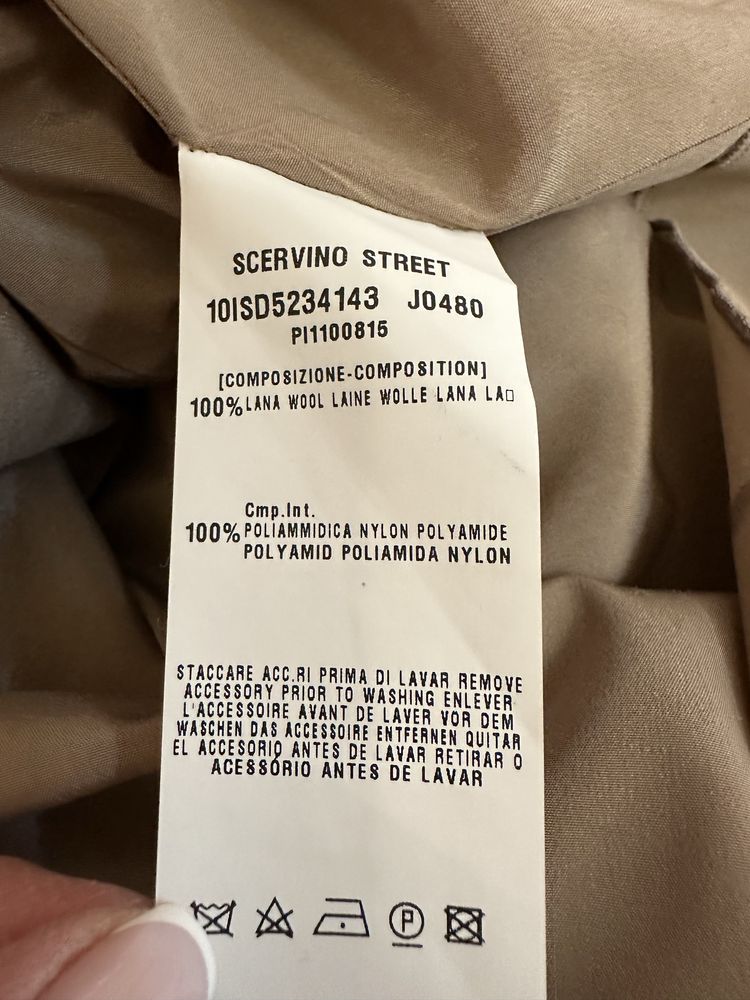 SCERVINO STREET
10ISD5234143 J0480
PI1100815
[COMPOSIZIONE-COMPOSITION]
100% LANA WOOL LAINE WOLLE LANA LA□
Cmp.Int.
100% POLIAMMIDICA NYLON POLYAMIDE
POLYAMID POLIAMIDA NYLON
STACCARE ACC.RI PRIMA DI LAVAR REMOVE
ACCESSORY PRIOR TO WASHING ENLEVER
L'ACCESSOIRE AVANT DE LAVER VOR DEM
WASCHEN DAS ACCESSOIRE ENTFERNEN QUITAR
EL ACCESORIO ANTES DE LAVAR RETIRAR O
ACESSÓRIO ANTES DE LAVAR
P